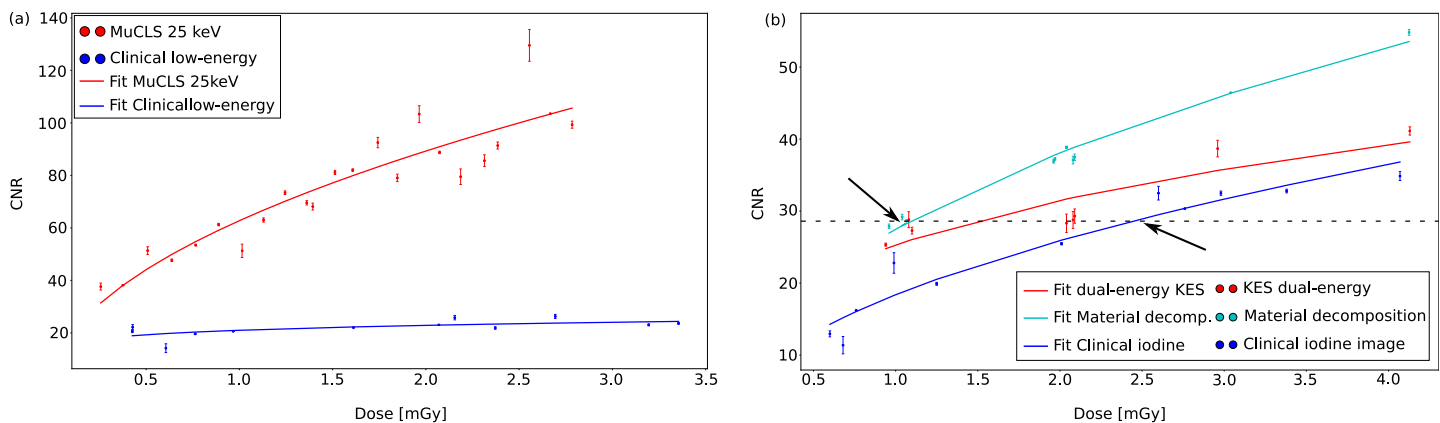 (a)
140
120
100
80
60
40
20
CNR
MuCLS 25 keV
Clinical low-energy
Fit MuCLS 25keV
Fit Clinicallow-energy
0.5 1.0 1.5 2.0 2.5 3.0 3.5
Dose [mGy]
(b)
50
40
30
20
10
CNR
Fit dual-energy KES KES dual-energy
Fit Material decomp. Material decomposition
Fit Clinical iodine Clinical iodine image
0.5 1.0 1.5 2.0 2.5 3.0 3.5 4.0
Dose [mGy]